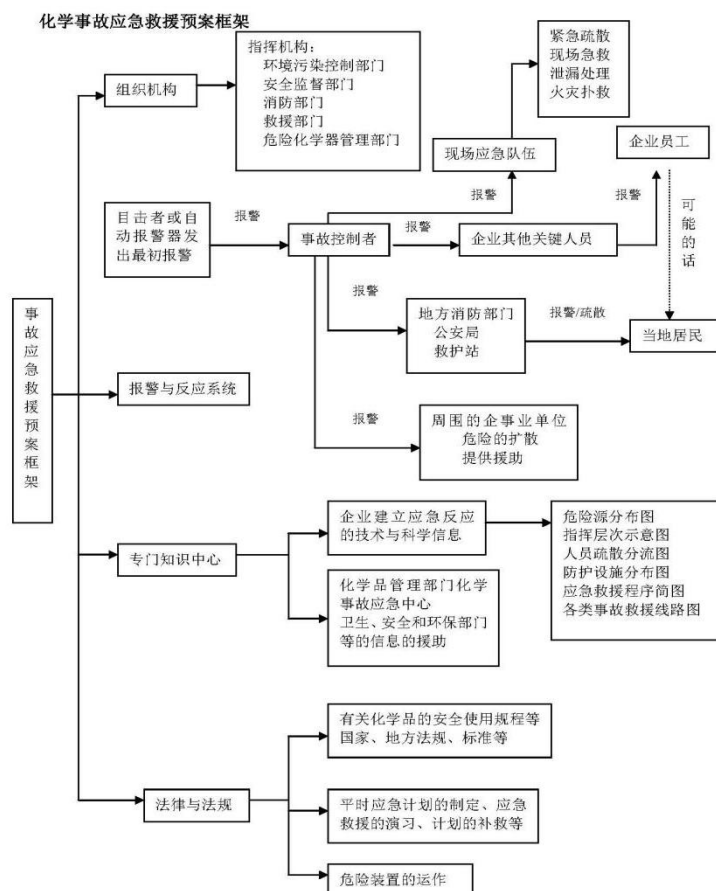 化学事故应急救援预案框架
指挥机构：
环境污染控制部门
安全监督部门
消防部门
救援部门
危险化学器管理部门
组织机构
紧急疏散
现场急救
泄漏处理
火灾扑救
现场应急队伍
企业员工
报警
报警
可能的话
目击者或自
动报警器发
出最初报警
报警
事故控制者
报警
企业其他关键人员
报警
地方消防部门
公安局
救护站
报警/疏散
当地居民
事故应急救援预案框架
报警与反应系统
报警
周围的企事业单位
危险的扩散
提供援助
专门知识中心
企业建立应急反应
的技术与科学信息
危险源分布图
指挥层次示意图
人员疏散分流图
防护设施分布图
应急救援程序简图
各类事故救援线路图
化学品管理部门化学
事故应急中心
卫生、安全和环保部门
等的信息的援助
法律与法规
有关化学品的安全使用规程等
国家、地方法规、标准等
平时应急计划的制定、应急
救援的演习、计划的补救等
危险装置的运作